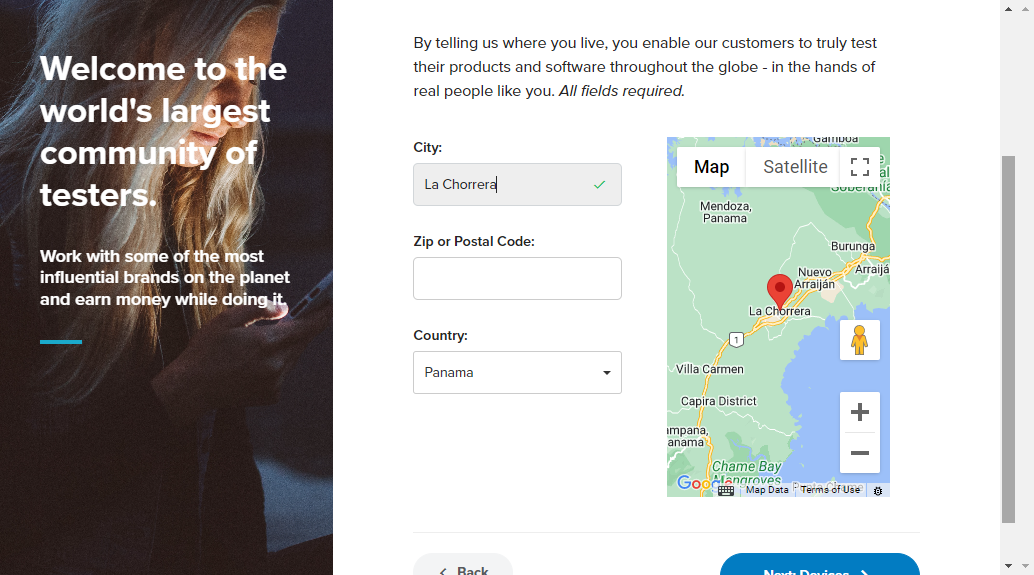 Welcome to the
world's largest
community of
testers.
Work with some of the most
influential brands on the planet
and earn money while doing it.
By telling us where you live, you enable our customers to truly test
their products and software throughout the globe - in the hands of
real people like you. All fields required.
City:
La Chorrera
Zip or Postal Code:
Country:
Panama
Map Satellite
Gamboa
Mendoza,
Panama
Burunga
Nuevo
Arraiján
Arraijá
La Chorrera
1
Villa Carmen
Capira District
ampana,
anama
Chame Bay
Mangroves
Google
Map Data
Terms of Use
Back
Next: Devices